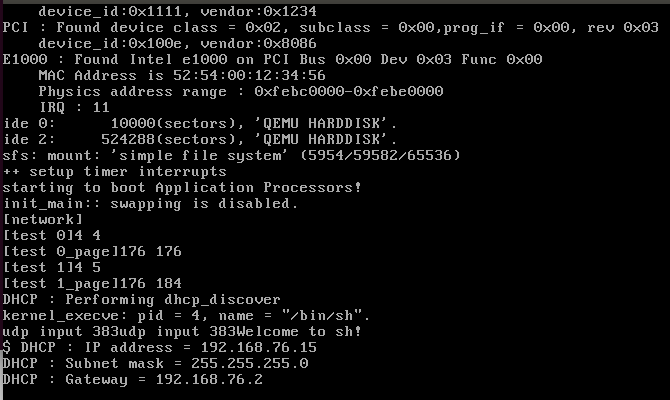 device_id:0x1111, vendor:0x1234
PCI : Found device class = 0x02, subclass = 0x00,prog_if = 0x00, rev 0x03
device_id:0x100e, vendor:0x8086
E1000 : Found Intel e1000 on PCI Bus 0x00 Dev 0x03 Func 0x00
MAC Address is 52:54:00:12:34:56
Physics address range : 0xfebc0000-0xfebe0000
IRQ : 11
ide 0:      10000(sectors), 'QEMU HARDDISK'.
ide 2:     524288(sectors), 'QEMU HARDDISK'.
sfs: mount: 'simple file system' (5954/59582/65536)
++ setup timer interrupts
starting to boot Application Processors!
init_main:: swapping is disabled.
[network]
[test 0]4 4
[test 0_page]176 176
[test 1]4 5
[test 1_page]176 184
DHCP : Performing dhcp_discover
kernel_execve: pid = 4, name = "/bin/sh".
udp input 383udp input 383Welcome to sh!
$ DHCP : IP address = 192.168.76.15
DHCP : Subnet mask = 255.255.255.0
DHCP : Gateway = 192.168.76.2